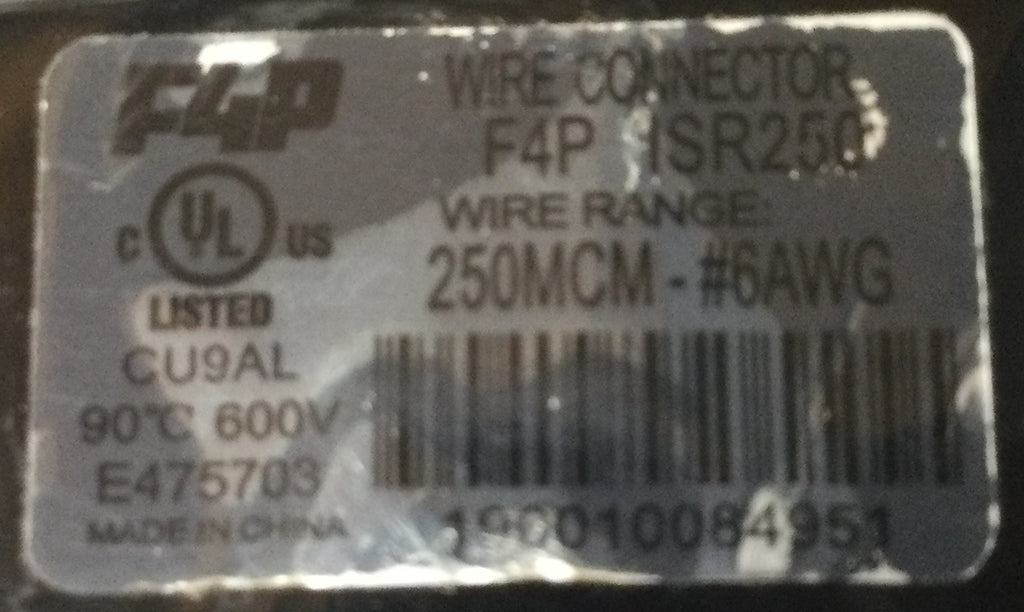 F4P
C UL US
LISTED
CU9AL
90°C 600V
E475703
MADE IN CHINA
WIRE CONNECTOR
F4P ISR250
WIRE RANGE:
250MCM - #6AWG
190010084951